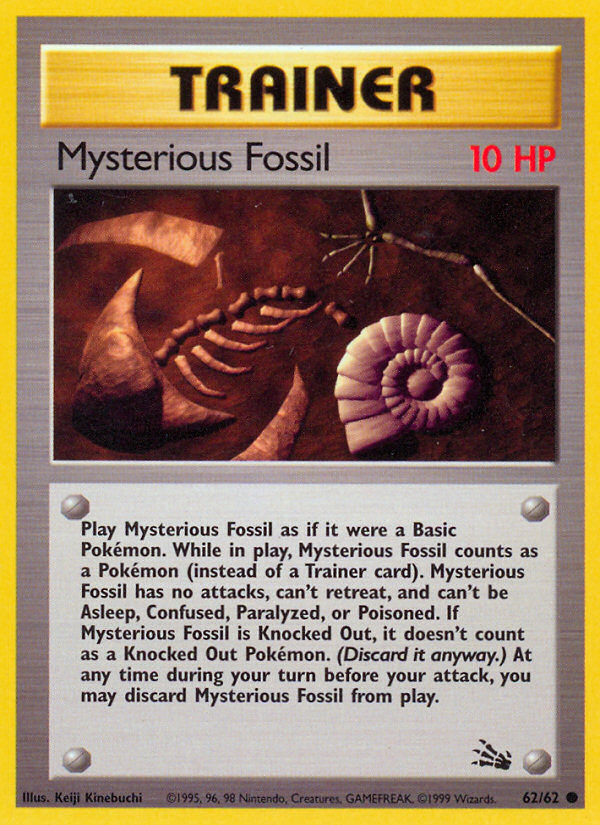 TRAINER
Mysterious Fossil 10 HP
Play Mysterious Fossil as if it were a Basic
Pokémon. While in play, Mysterious Fossil counts as
a Pokémon (instead of a Trainer card). Mysterious
Fossil has no attacks, can't retreat, and can't be
Asleep, Confused, Paralyzed, or Poisoned. If
Mysterious Fossil is Knocked Out, it doesn't count
as a Knocked Out Pokémon. (Discard it anyway.) At
any time during your turn before your attack, you
may discard Mysterious Fossil from play.
Illus. Keiji Kinebuchi ©1995, 96, 98 Nintendo, Creatures, GAMEFREAK. ©1999 Wizards. 62/62